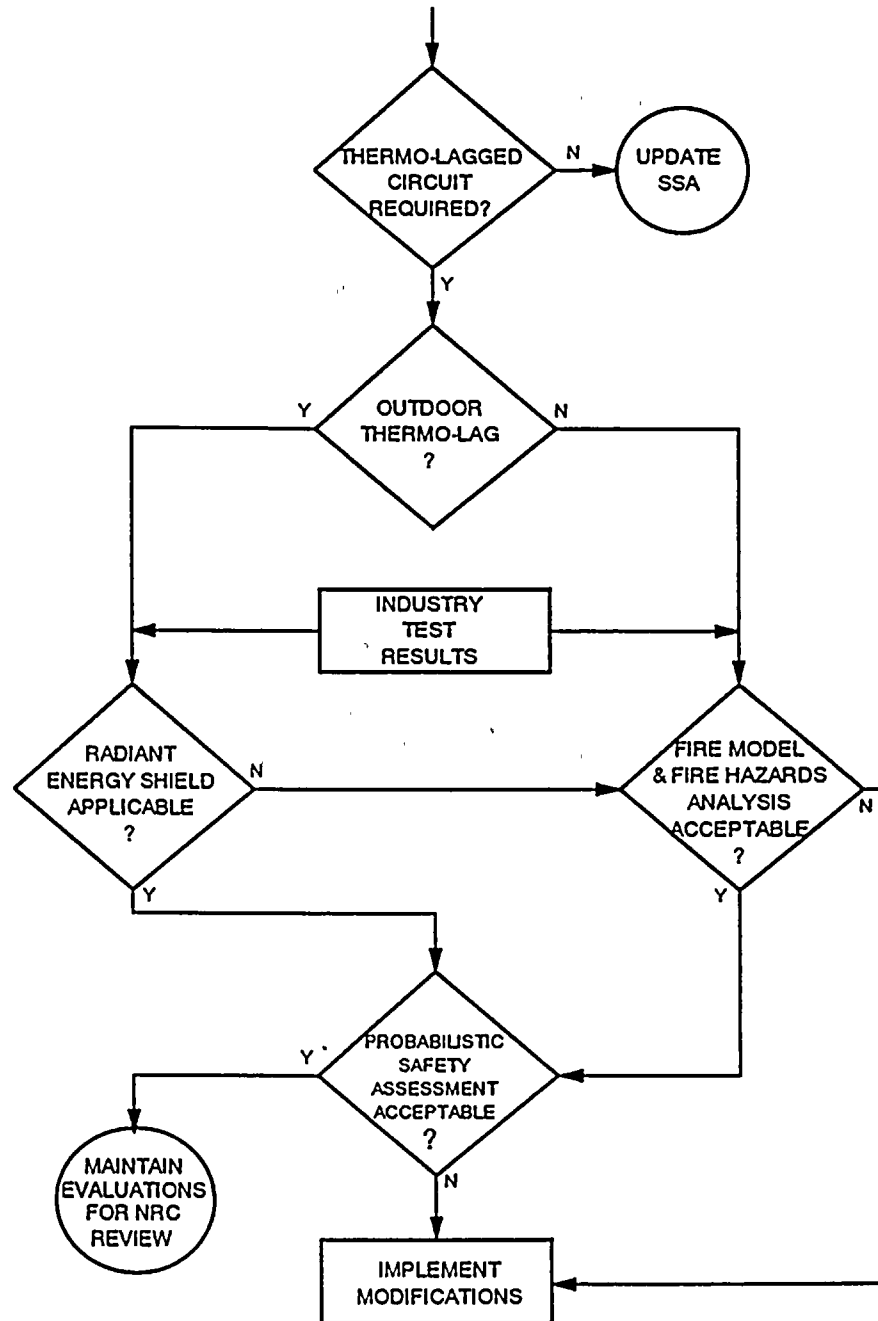 THERMO-LAGGED
CIRCUIT
REQUIRED?
N
UPDATE
SSA
Y
Y
OUTDOOR
THERMO-LAG
?
N
INDUSTRY
TEST
RESULTS
RADIANT
ENERGY SHIELD
APPLICABLE
?
N
FIRE MODEL
& FIRE HAZARDS
ANALYSIS
ACCEPTABLE
?
N
Y
Y
Y
PROBABILISTIC
SAFETY
ASSESSMENT
ACCEPTABLE
?
N
MAINTAIN
EVALUATIONS
FOR NRC
REVIEW
IMPLEMENT
MODIFICATIONS